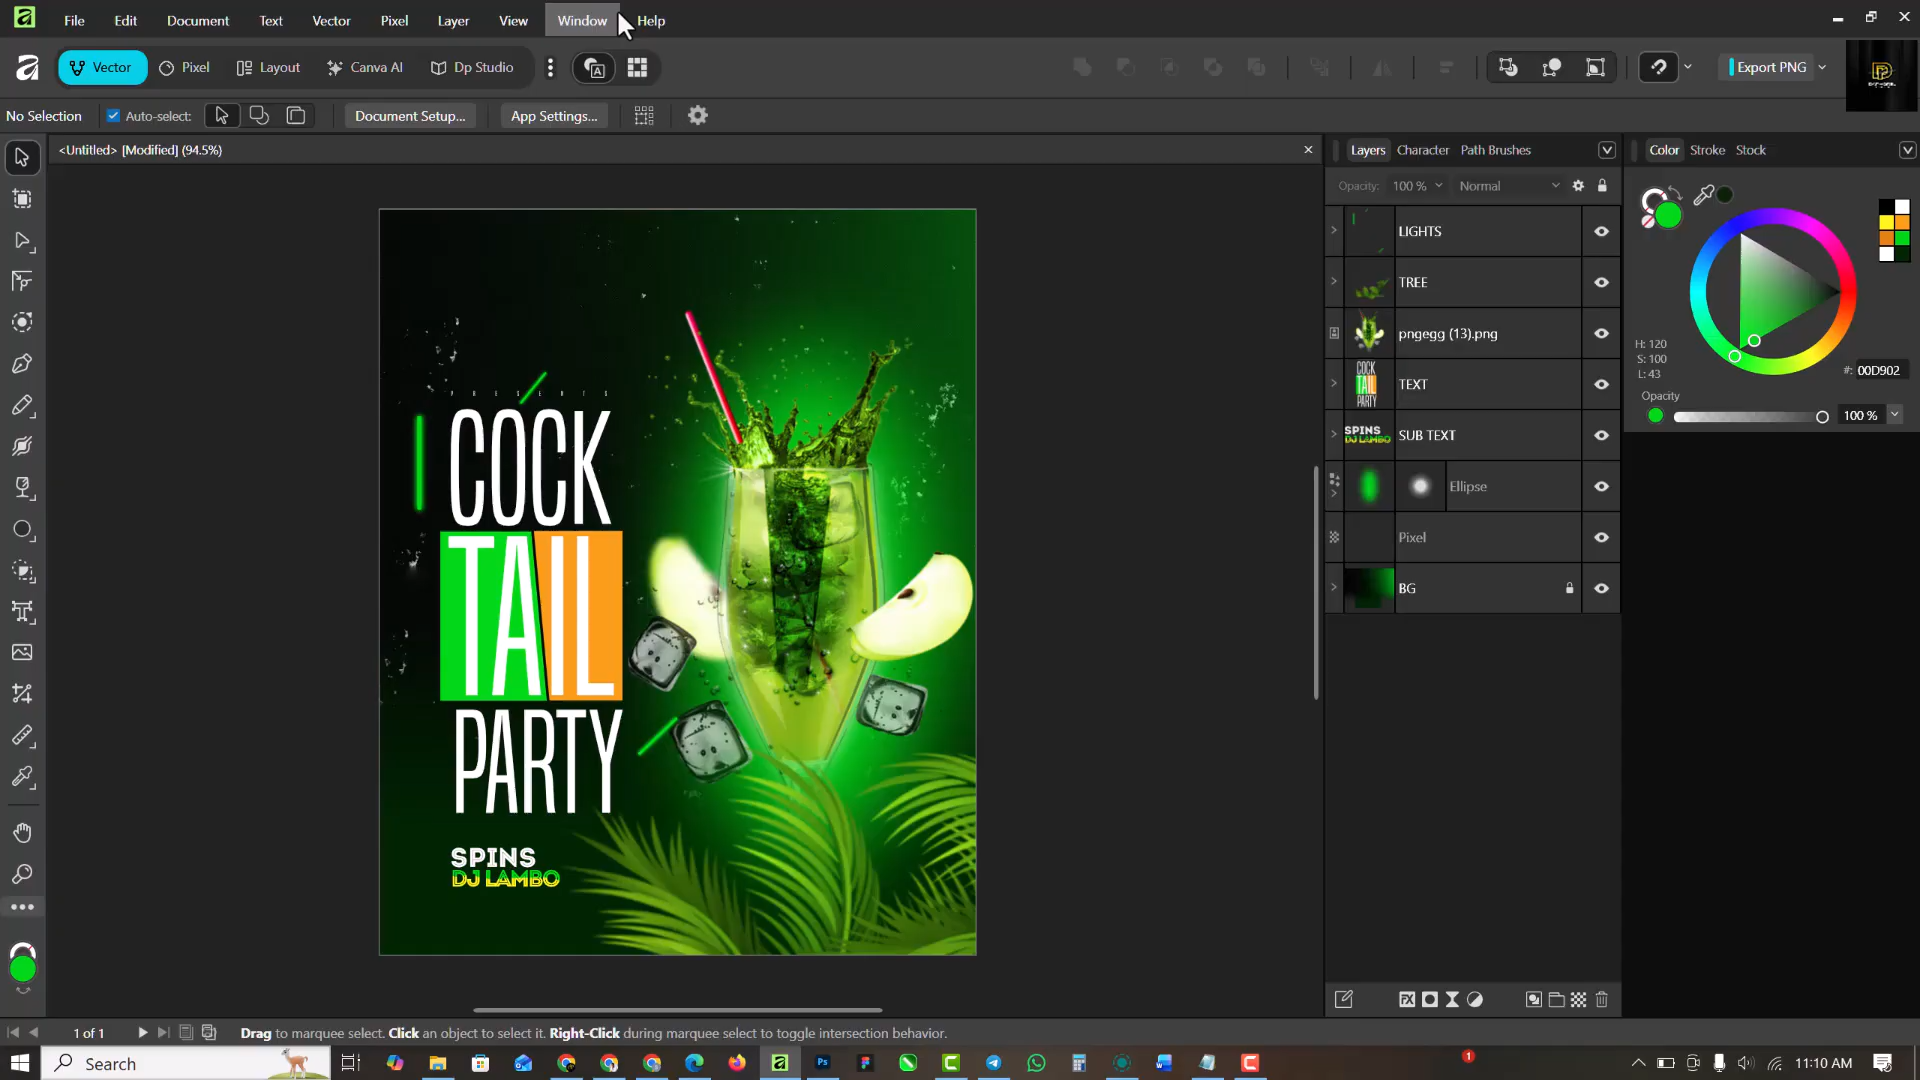 File Edit Document Text Vector Pixel Layer View Window Help
Vector Pixel Layout Canva AI Dp Studio Export PNG
No Selection Auto-select: Document Setup... App Settings...
<Untitled> [Modified] (94.5%)
Layers Character Path Brushes
Color Stroke Stock
Opacity: 100 % Normal
LIGHTS
TREE
pngegg (13).png
TEXT
SUB TEXT
Ellipse
Pixel
BG
H: 120
S: 100
L: 43
#: 00D902
Opacity
100 %
PRESENTS
COCK
TAIL
PARTY
SPINS
DJ LAMBO
1 of 1 Drag to marquee select. Click an object to select it. Right-Click during marquee select to toggle intersection behavior.
Search 1 11:10 AM